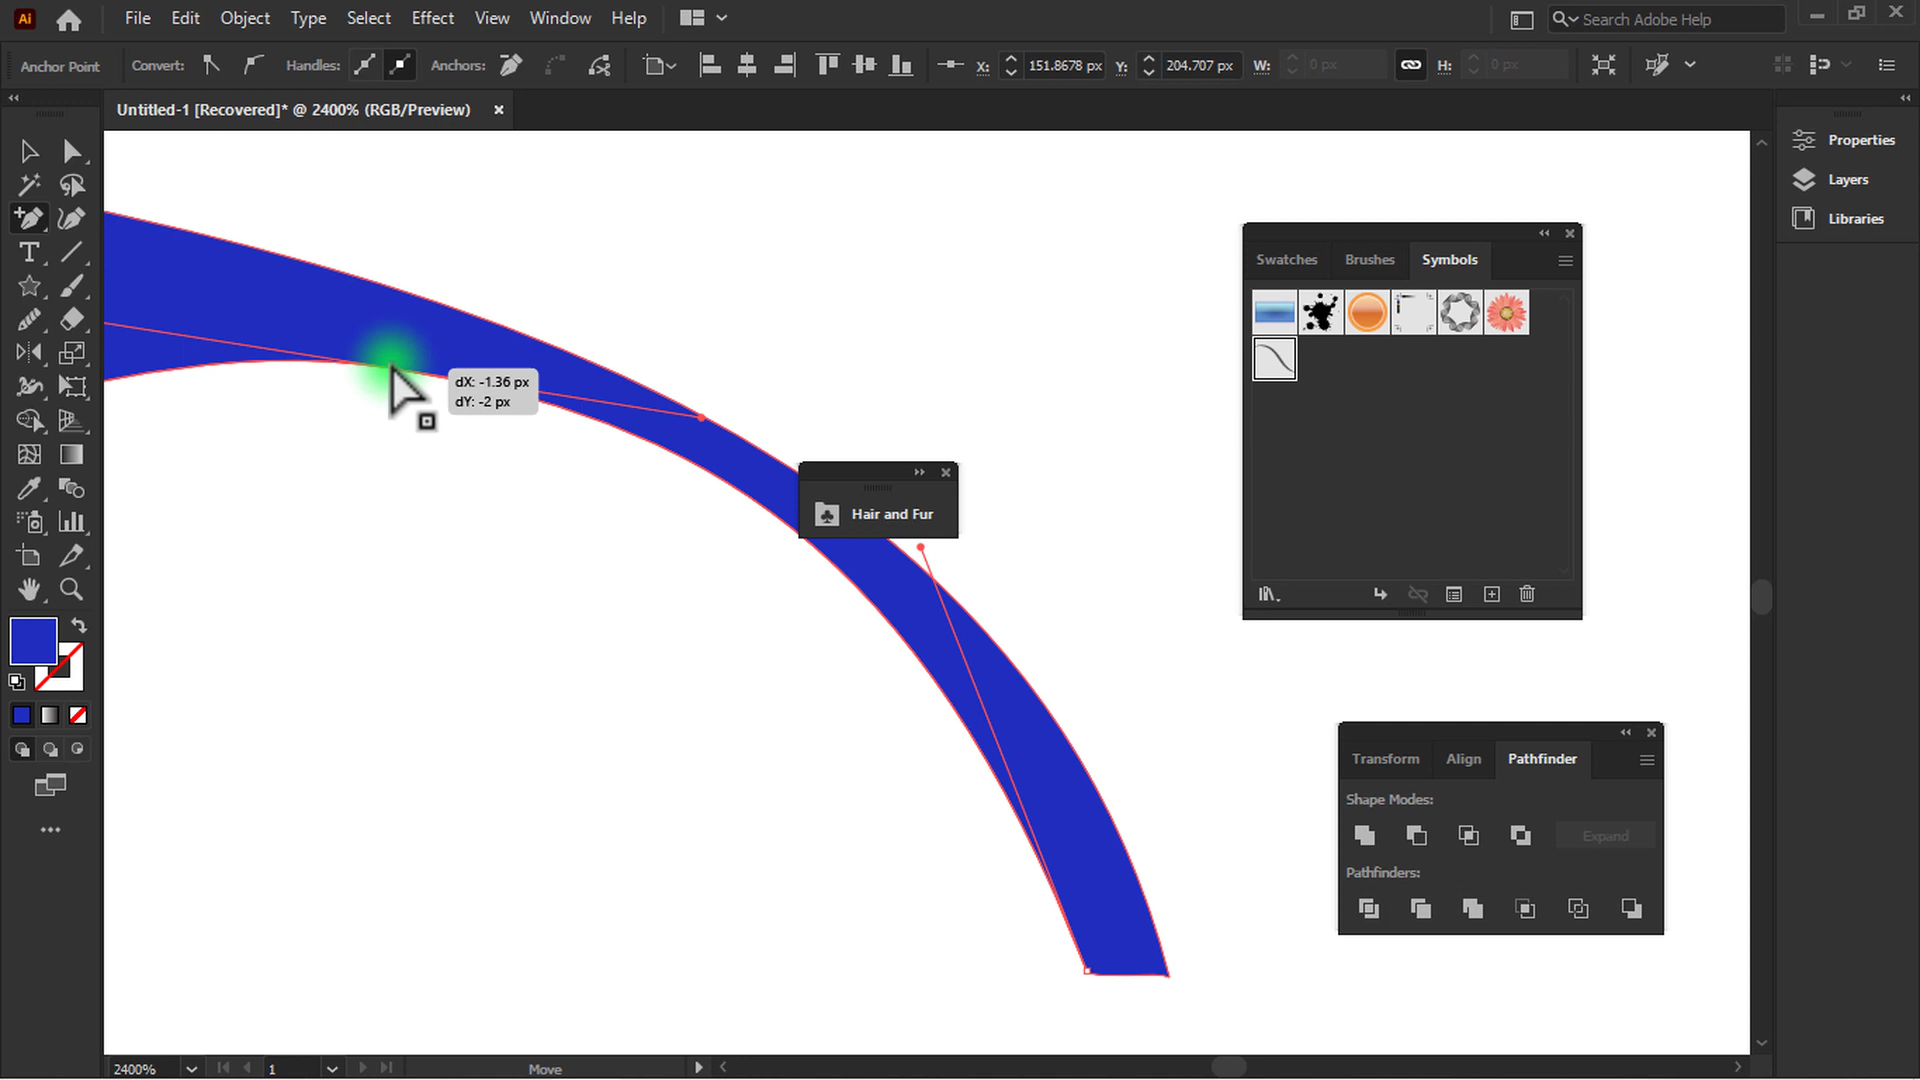 Ai File Edit Object Type Select Effect View Window Help Search Adobe Help
Anchor Point Convert: Handles: Anchors: X: 151.8678 px Y: 204.707 px W: 0 px H: 0 px
Untitled-1 [Recovered]* @ 2400% (RGB/Preview)
Properties
Layers
Libraries
Swatches Brushes Symbols
dX: -1.36 px
dY: -2 px
Hair and Fur
Transform Align Pathfinder
Shape Modes:
Expand
Pathfinders:
2400% 1 Move